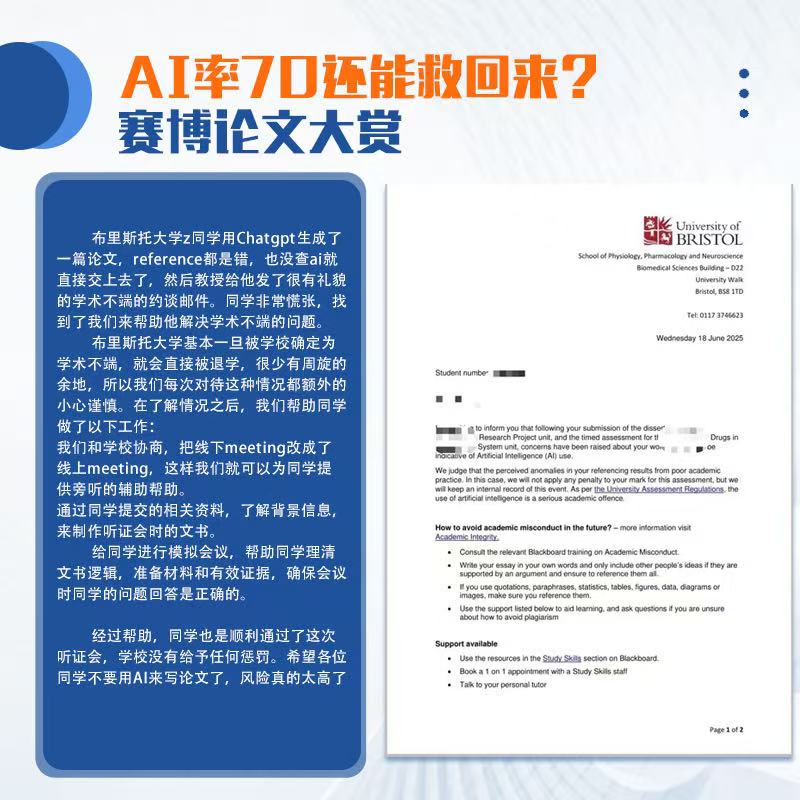 AI率70还能救回来?
赛博论文大赏
布里斯托大学z同学用Chatgpt生成了
一篇论文，reference都是错，也没查ai就
直接交上去了，然后教授给他发了很有礼貌
的学术不端的约谈邮件。同学非常慌张，找
到了我们来帮助他解决学术不端的问题。
布里斯托大学基本一旦被学校确定为
学术不端，就会直接被退学，很少有周旋的
余地，所以我们每次对待这种情况都额外的
小心谨慎。在了解情况之后，我们帮助同学
做了以下工作：
我们和学校协商，把线下meeting改成了
线上meeting，这样我们就可以为同学提
供旁听的辅助帮助。
通过同学提交的相关资料，了解背景信息，
来制作听证会时的文书。
给同学进行模拟会议，帮助同学理清
文书逻辑，准备材料和有效证据，确保会议
时同学的问题回答是正确的。
经过帮助，同学也是顺利通过了这次
听证会，学校没有给予任何惩罚。希望各位
同学不要用AI来写论文了，风险真的太高了
University of
BRISTOL
School of Physiology, Pharmacology and Neuroscience
Biomedical Sciences Building – D22
University Walk
Bristol, BS8 1TD
Tel: 0117 3746623
Wednesday 18 June 2025
Student number
to inform you that following your submission of the
Research Project unit, and the timed assessment for Drugs in
System unit, concerns have been raised about your
indicative of Artificial Intelligence (AI) use.
We judge that the perceived anomalies in your referencing results from poor academic
practice. In this case, we will not apply any penalty to your mark for this assessment, but we
will keep an internal record of this event. As per the University Assessment Regulations, the
use of artificial intelligence is a serious academic offence.
How to avoid academic misconduct in the future? – more information visit
Academic Integrity.
• Consult the relevant Blackboard training on Academic Misconduct.
• Write your essay in your own words and only include other people's ideas if they are
supported by an argument and ensure to reference them all.
• If you use quotations, paraphrases, statistics, tables, figures, data, diagrams or
images, make sure you reference them.
• Use the support listed below to aid learning, and ask questions if you are unsure
about how to avoid plagiarism
Support available
• Use the resources in the Study Skills section on Blackboard.
• Book a 1 on 1 appointment with a Study Skills staff
• Talk to your personal tutor
Page 1 of 2